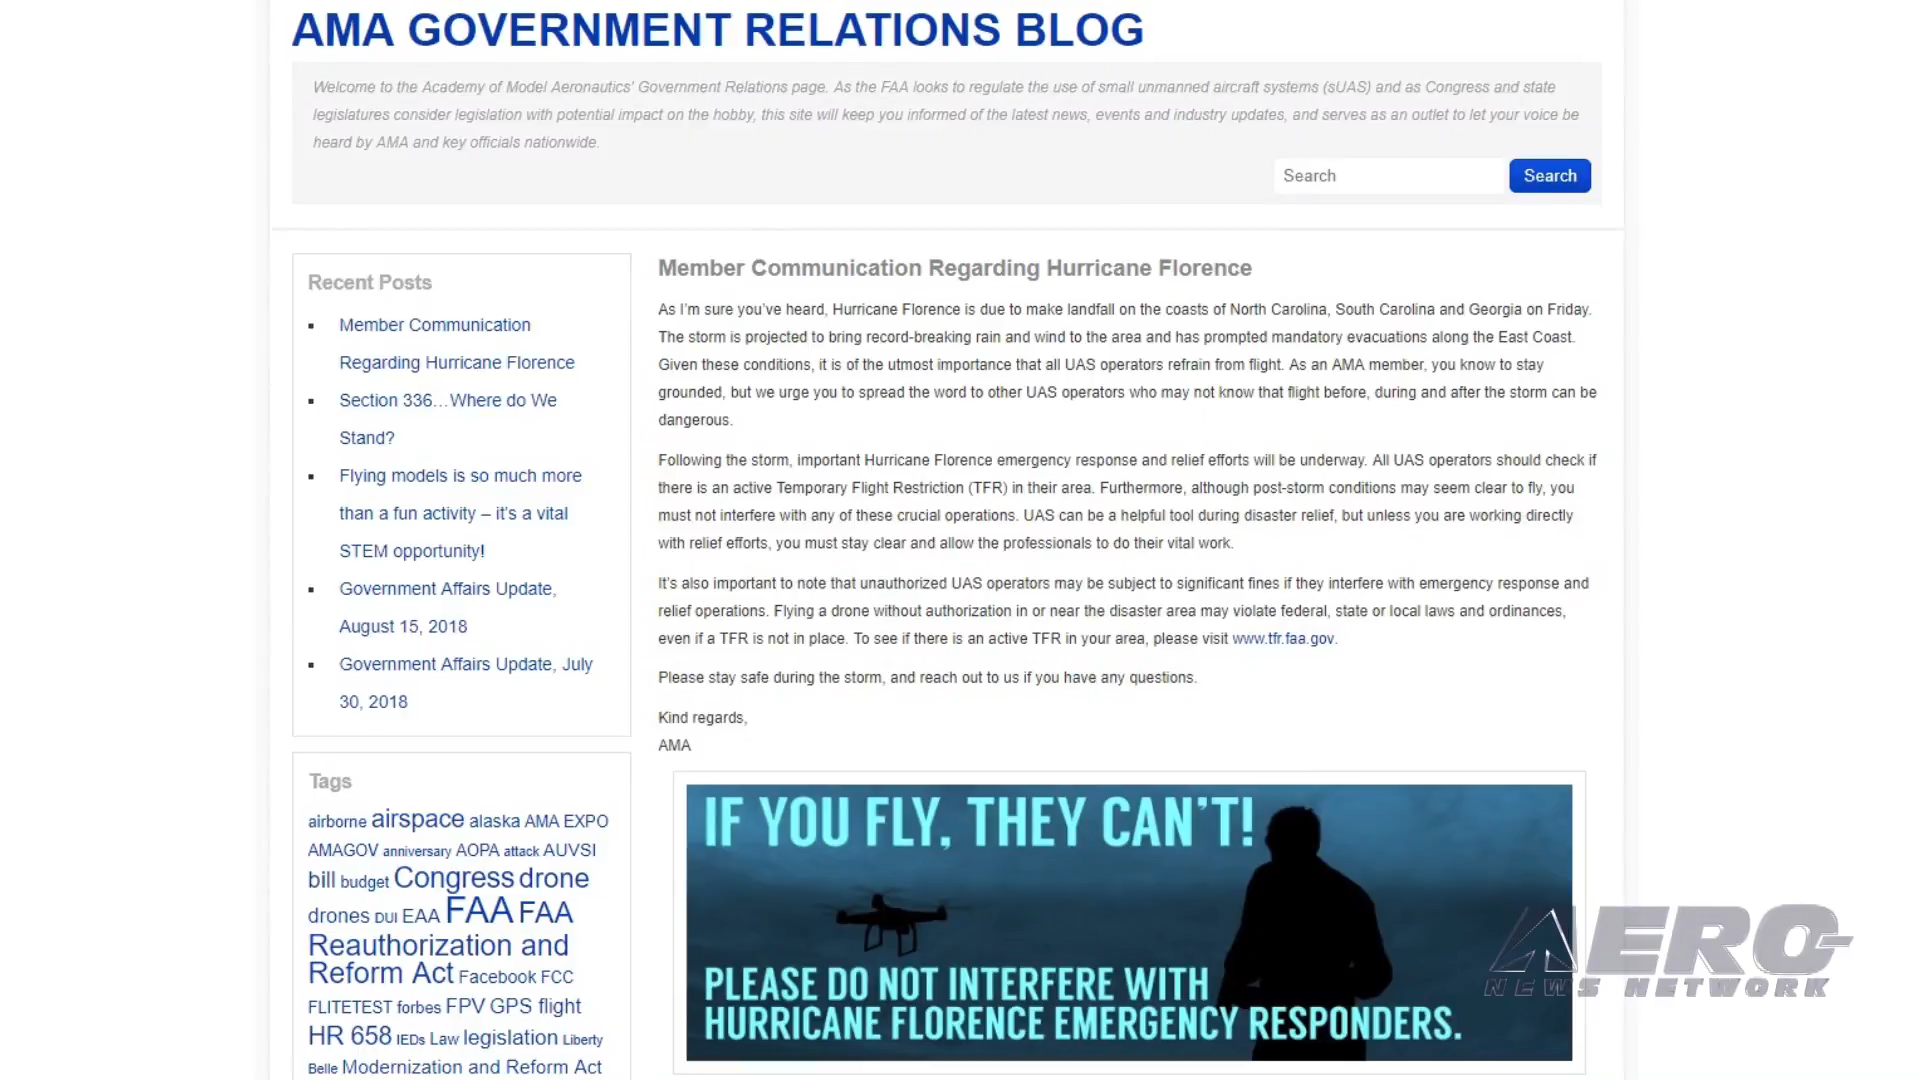 AMA GOVERNMENT RELATIONS BLOG
Welcome to the Academy of Model Aeronautics' Government Relations page. As the FAA looks to regulate the use of small unmanned aircraft systems (sUAS) and as Congress and state
legislatures consider legislation with potential impact on the hobby, this site will keep you informed of the latest news, events and industry updates, and serves as an outlet to let your voice be
heard by AMA and key officials nationwide.
Search
Search
Recent Posts
Member Communication
Regarding Hurricane Florence
Section 336…Where do We
Stand?
Flying models is so much more
than a fun activity – it's a vital
STEM opportunity!
Government Affairs Update,
August 15, 2018
Government Affairs Update, July
30, 2018
Tags
airborne airspace alaska AMA EXPO
AMAGOV anniversary AOPA attack AUVSI
bill budget Congress drone
drones DUI EAA FAA FAA
Reauthorization and
Reform Act Facebook FCC
FLITETEST forbes FPV GPS flight
HR 658 IEDs Law legislation Liberty
Belle Modernization and Reform Act
Member Communication Regarding Hurricane Florence
As I'm sure you've heard, Hurricane Florence is due to make landfall on the coasts of North Carolina, South Carolina and Georgia on Friday.
The storm is projected to bring record-breaking rain and wind to the area and has prompted mandatory evacuations along the East Coast.
Given these conditions, it is of the utmost importance that all UAS operators refrain from flight. As an AMA member, you know to stay
grounded, but we urge you to spread the word to other UAS operators who may not know that flight before, during and after the storm can be
dangerous.
Following the storm, important Hurricane Florence emergency response and relief efforts will be underway. All UAS operators should check if
there is an active Temporary Flight Restriction (TFR) in their area. Furthermore, although post-storm conditions may seem clear to fly, you
must not interfere with any of these crucial operations. UAS can be a helpful tool during disaster relief, but unless you are working directly
with relief efforts, you must stay clear and allow the professionals to do their vital work.
It's also important to note that unauthorized UAS operators may be subject to significant fines if they interfere with emergency response and
relief operations. Flying a drone without authorization in or near the disaster area may violate federal, state or local laws and ordinances,
even if a TFR is not in place. To see if there is an active TFR in your area, please visit www.tfr.faa.gov.
Please stay safe during the storm, and reach out to us if you have any questions.
Kind regards,
AMA
IF YOU FLY, THEY CAN'T!
PLEASE DO NOT INTERFERE WITH
HURRICANE FLORENCE EMERGENCY RESPONDERS.
AERO-
NEWS NETWORK